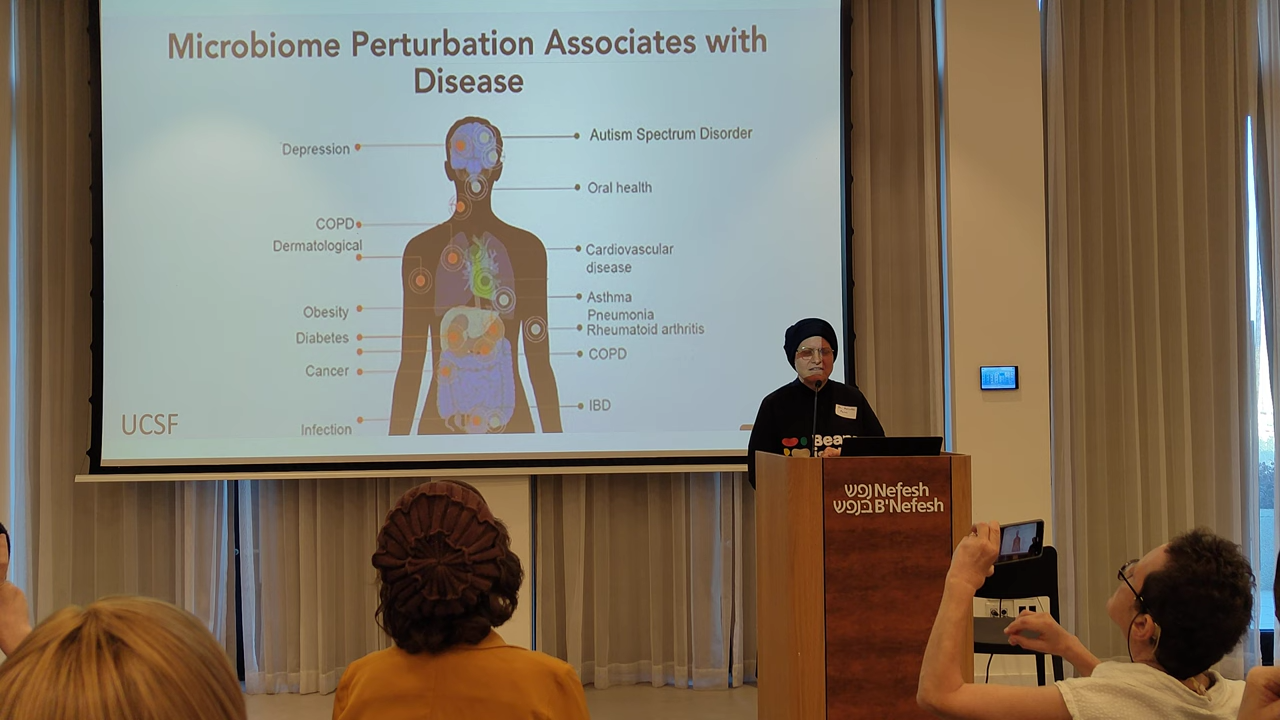 Microbiome Perturbation Associates with
Disease
Depression
Autism Spectrum Disorder
Oral health
COPD
Dermatological
Cardiovascular
disease
Asthma
Pneumonia
Obesity
Rheumatoid arthritis
Diabetes
COPD
Cancer
IBD
Infection
UCSF
נפש Nefesh
בנפש B'Nefesh